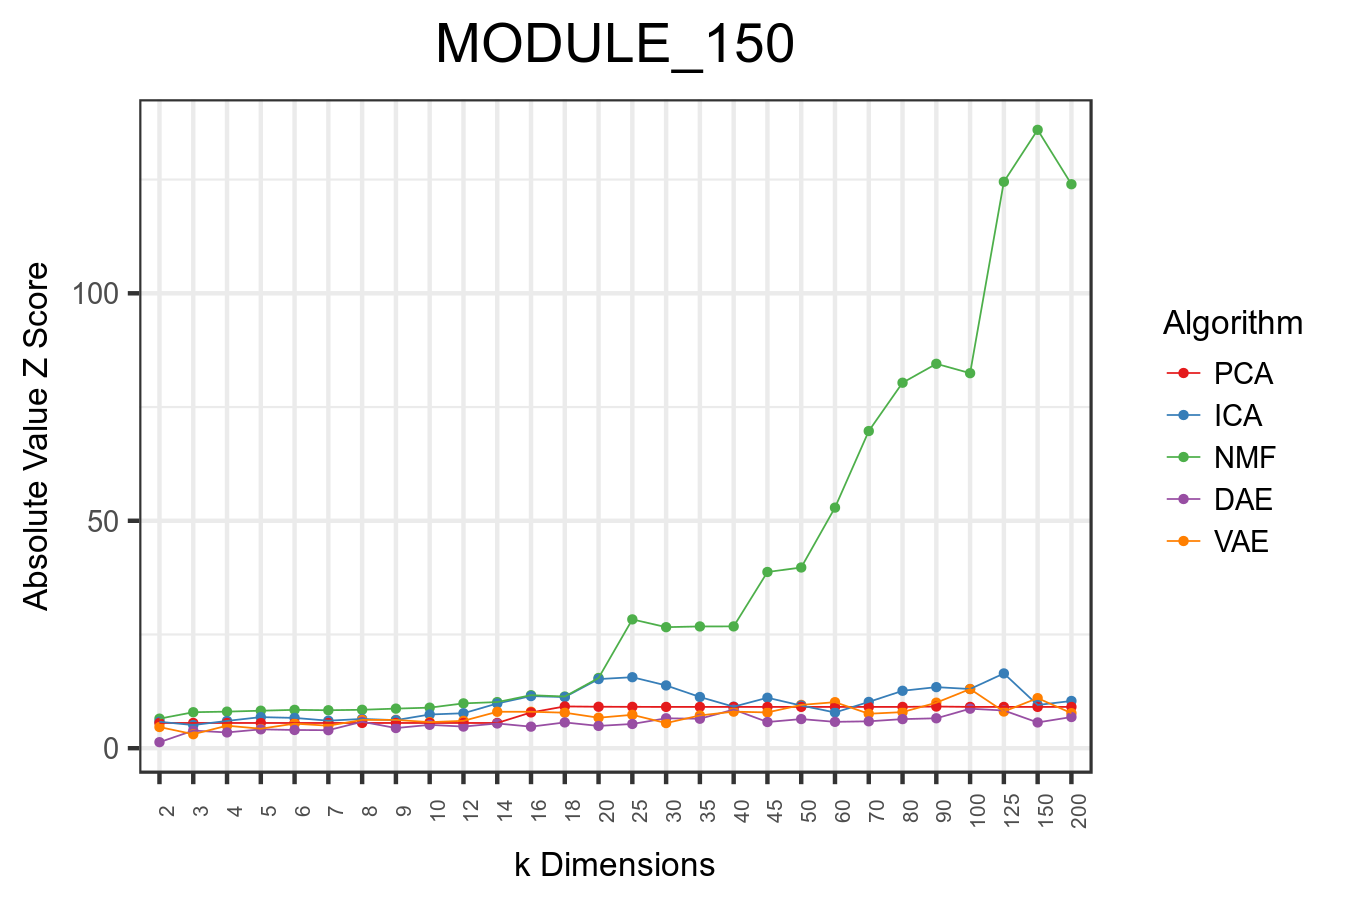 MODULE_150
Absolute Value Z Score
100
50
0
2 3 4 5 6 7 8 9 10 12 14 16 18 20 25 30 35 40 45 50 60 70 80 90 100 125 150 200
k Dimensions
Algorithm
PCA
ICA
NMF
DAE
VAE